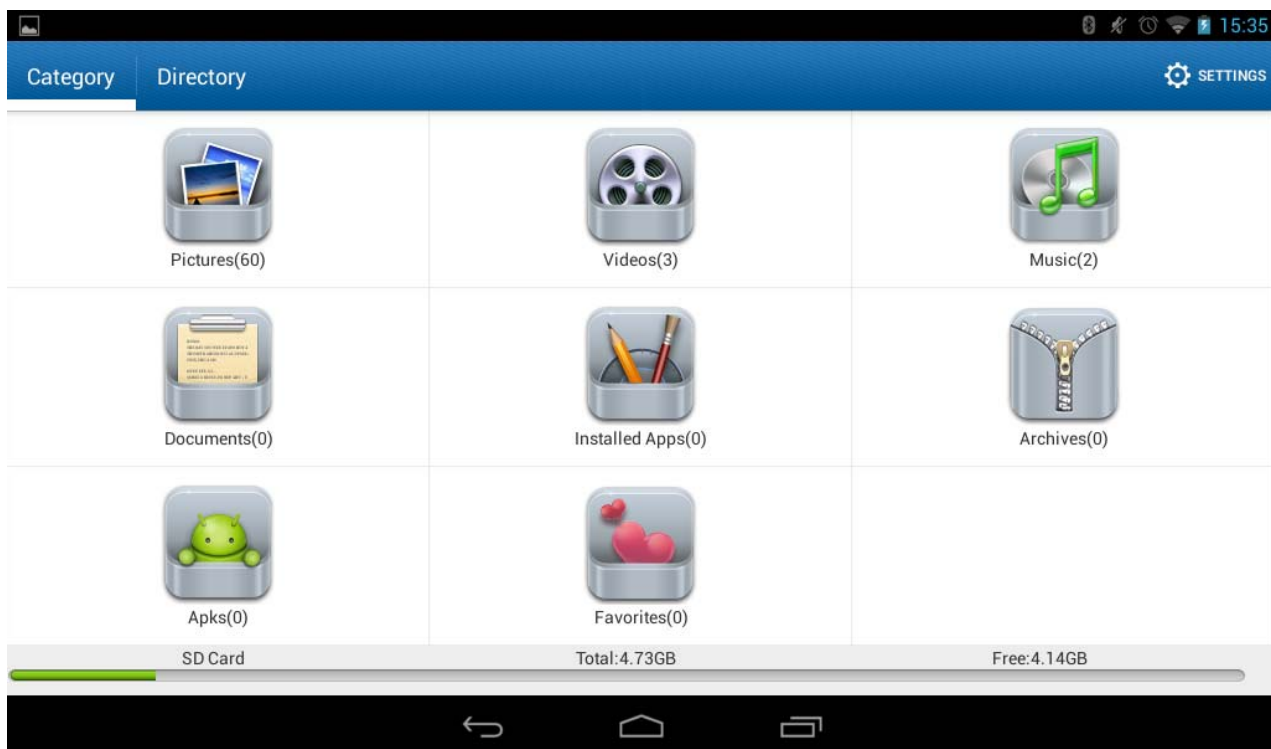 15:35
Category Directory SETTINGS
Pictures(60) Videos(3) Music(2)
Documents(0) Installed Apps(0) Archives(0)
Apks(0) Favorites(0)
SD Card Total:4.73GB Free:4.14GB